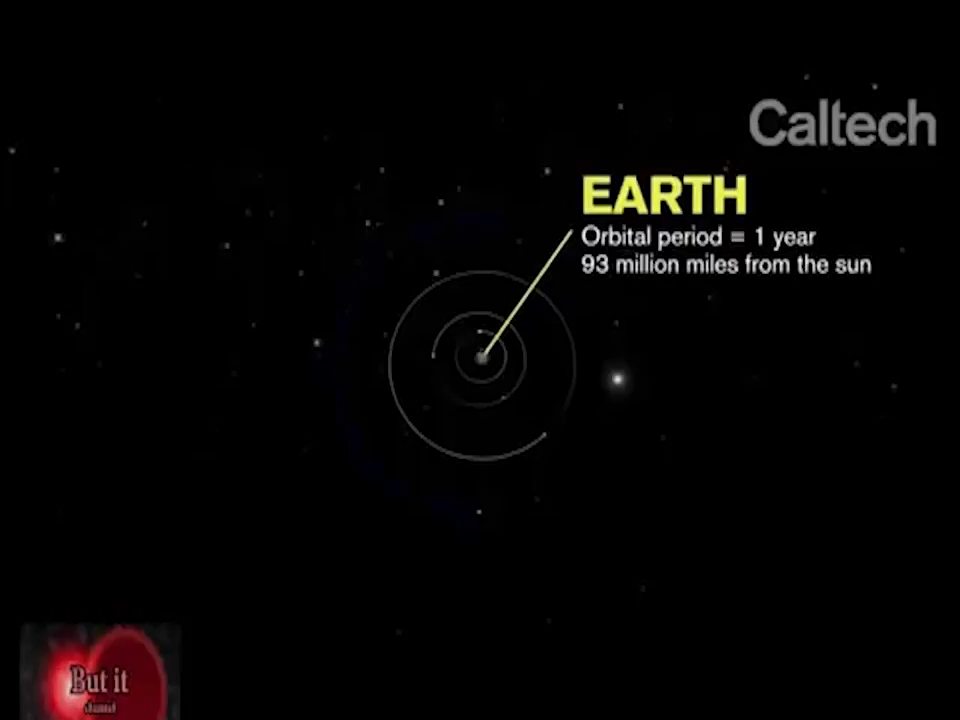 Caltech
EARTH
Orbital period = 1 year
93 million miles from the sun
But it